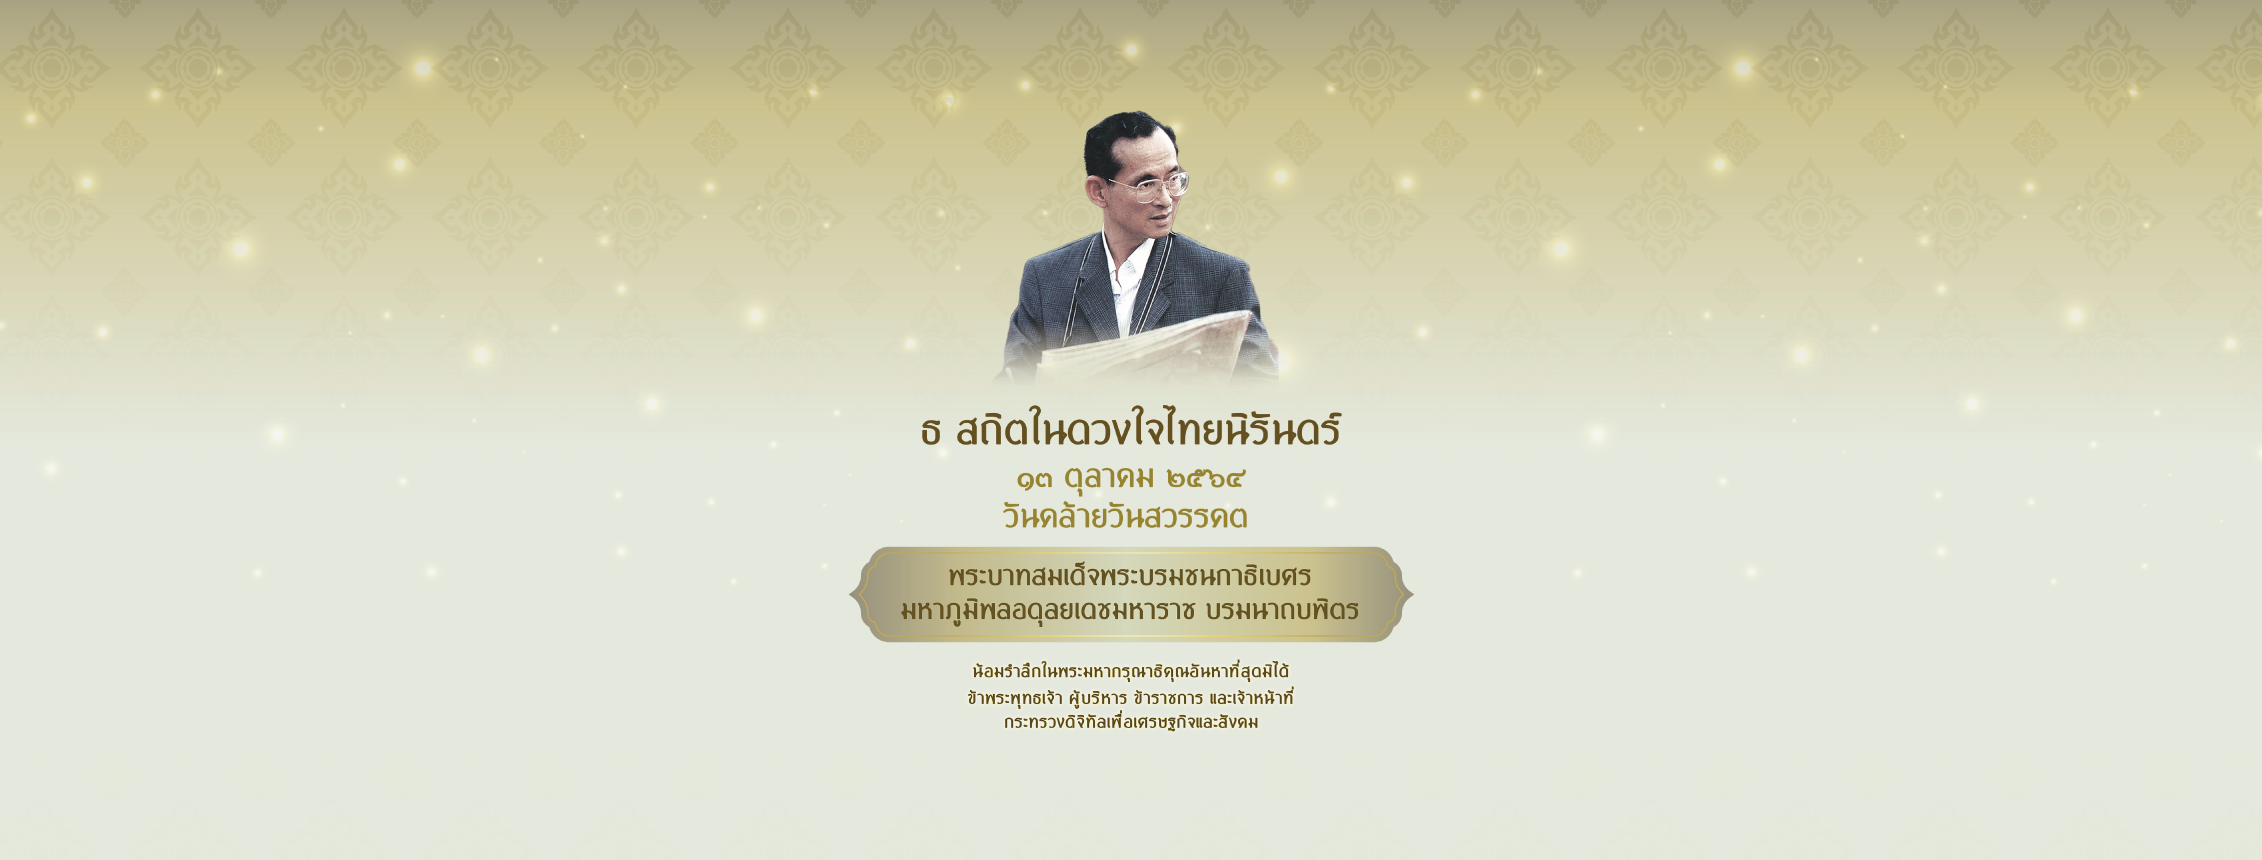 ธ สถิตในดวงใจไทยนิรันดร์
๑๓ ตุลาคม ๒๕๖๔
วันคล้ายวันสวรรคต
พระบาทสมเด็จพระบรมชนกาธิเบศร
มหาภูมิพลอดุลยเดชมหาราช บรมนาถบพิตร
น้อมรำลึกในพระมหากรุณาธิคุณอันหาที่สุดมิได้
ข้าพระพุทธเจ้า ผู้บริหาร ข้าราชการ และเจ้าหน้าที่
กระทรวงดิจิทัลเพื่อเศรษฐกิจและสังคม